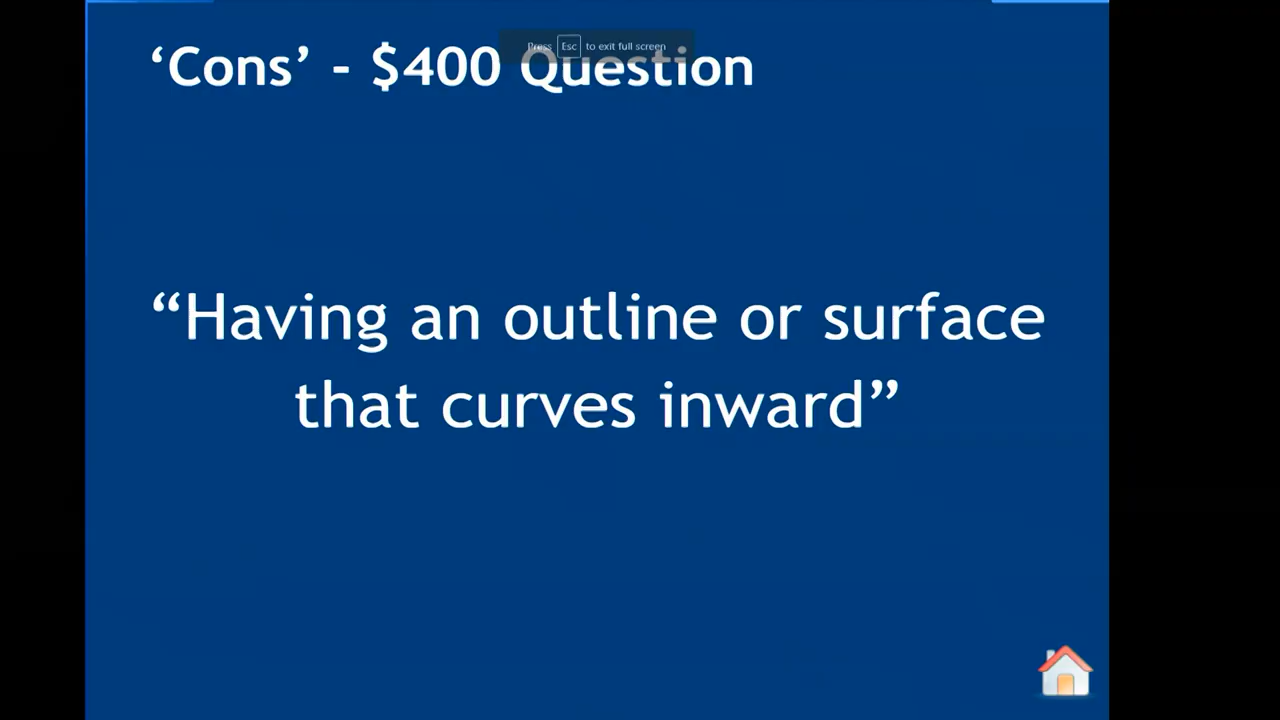 ‘Cons’ - $400 Question
Press Esc to exit full screen
“Having an outline or surface
that curves inward”